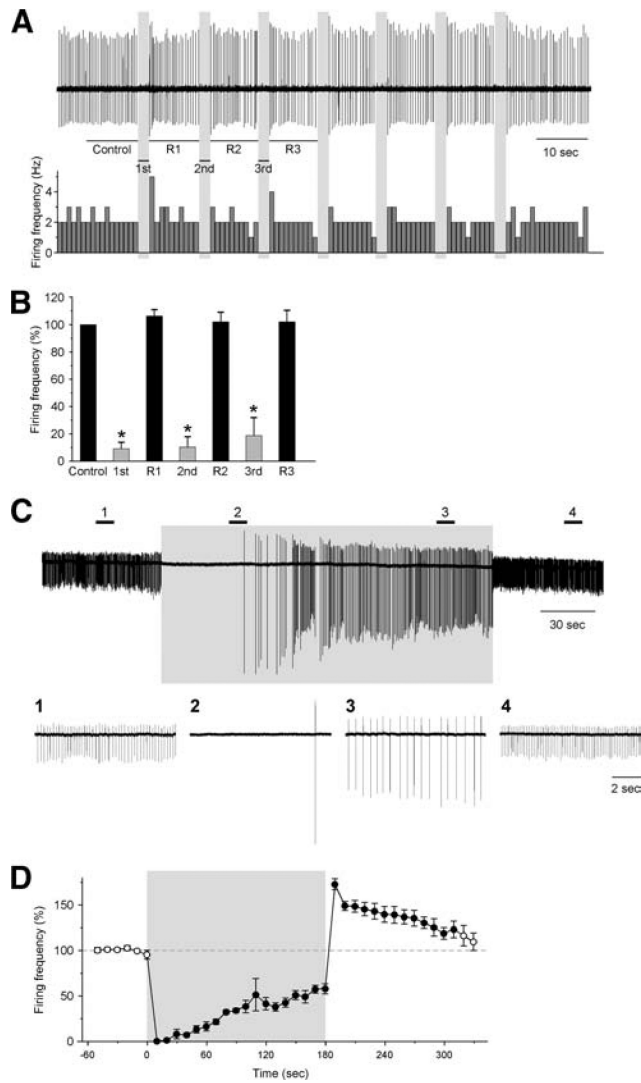 A
Control
R1
R2
R3
1st
2nd
3rd
10 sec
Firing frequency (Hz)
4
2
0
B
Firing frequency (%)
120
100
80
60
40
20
0
*
*
*
Control 1st R1 2nd R2 3rd R3
C
1 2 3 4
30 sec
1 2 3 4
2 sec
D
Firing frequency (%)
150
100
50
0
-60 0 60 120 180 240 300
Time (sec)